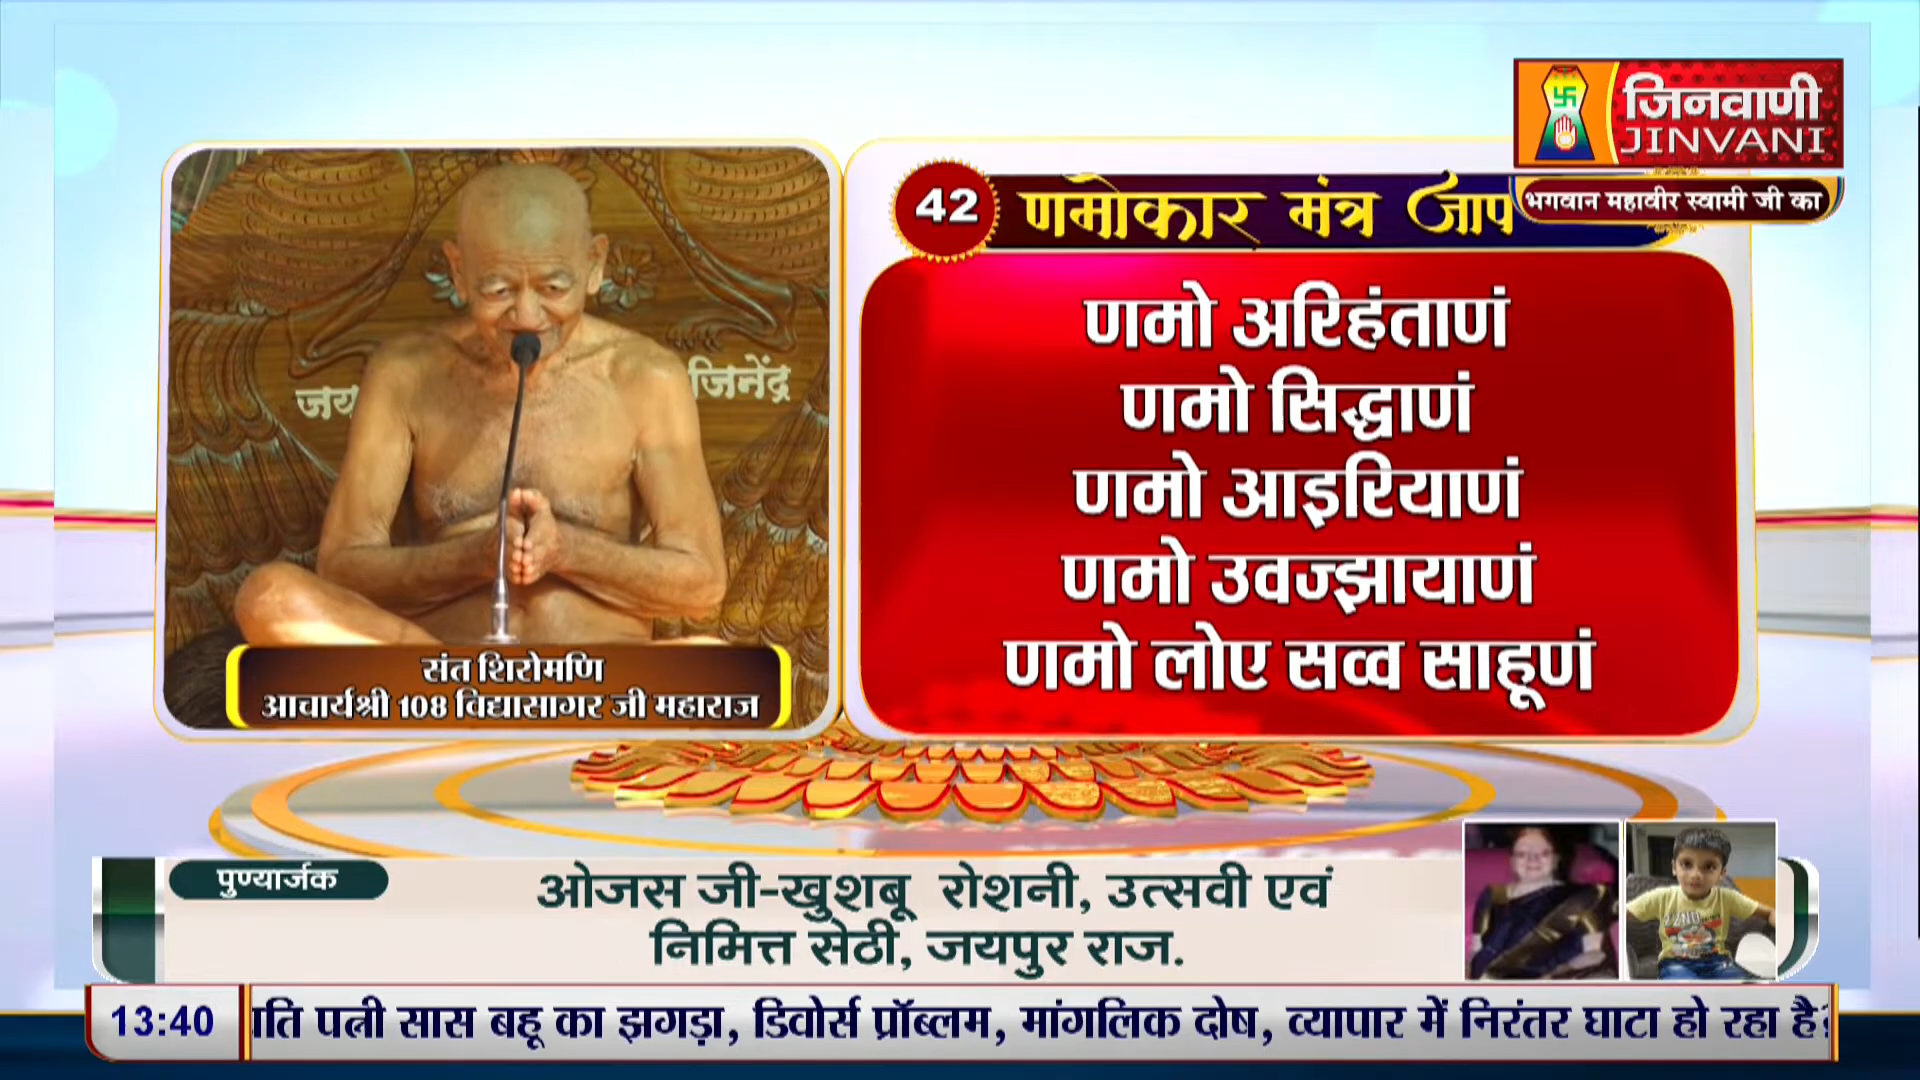 जिनवाणी
JINVANI
भगवान महावीर स्वामी जी का
42
णमोकार मंत्र जाप
णमो अरिहंताणं
णमो सिद्धाणं
णमो आइरियाणं
णमो उवज्झायाणं
णमो लोए सव्व साहूणं
जय जिनेंद्र
संत शिरोमणि
आचार्यश्री 108 विद्यासागर जी महाराज
पुण्यार्जक
ओजस जी-खुशबू रोशनी, उत्सवी एवं
निमित्त सेठी, जयपुर राज.
13:40
पत्नी सास बहू का झगड़ा, डिवोर्स प्रॉब्लम, मांगलिक दोष, व्यापार में निरंतर घाटा हो रहा है